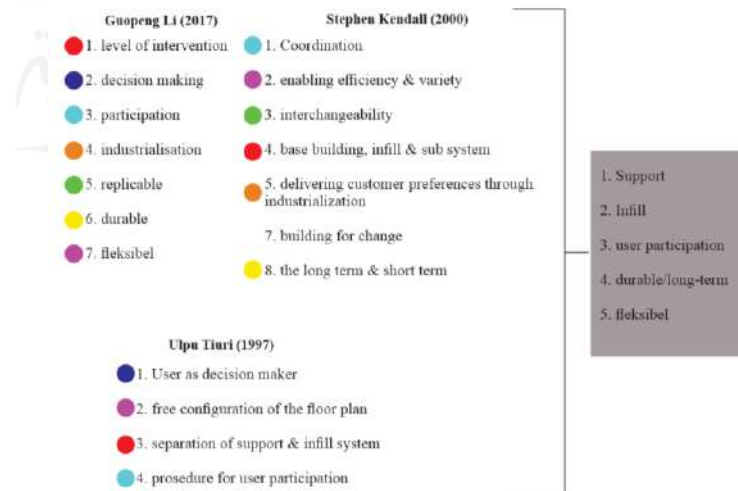 Guopeng Li (2017)
1. level of intervention
2. decision making
3. participation
4. industrialisation
5. replicable
6. durable
7. fleksibel
Stephen Kendall (2000)
1. Coordination
2. enabling efficiency & variety
3. interchangeability
4. base building, infill & sub system
5. delivering customer preferences through
industrialization
7. building for change
8. the long term & short term
Ulpu Tiuri (1997)
1. User as decision maker
2. free configuration of the floor plan
3. separation of support & infill system
4. prosedure for user participation
1. Support
2. Infill
3. user participation
4. durable/long-term
5. fleksibel